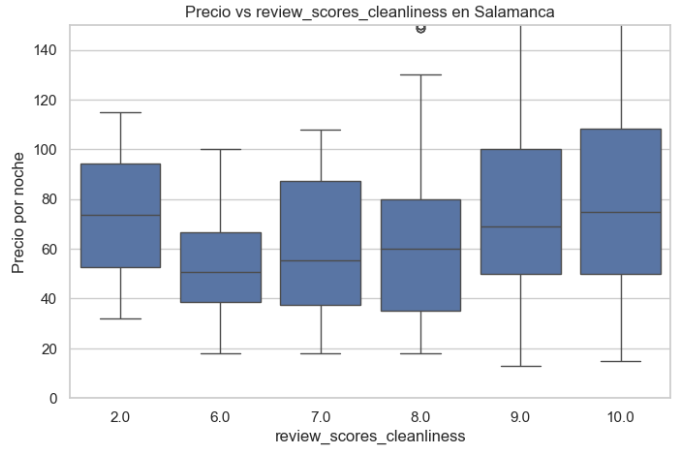 Precio vs review_scores_cleanliness en Salamanca
Precio por noche
140
120
100
80
60
40
20
0
2.0 6.0 7.0 8.0 9.0 10.0
review_scores_cleanliness